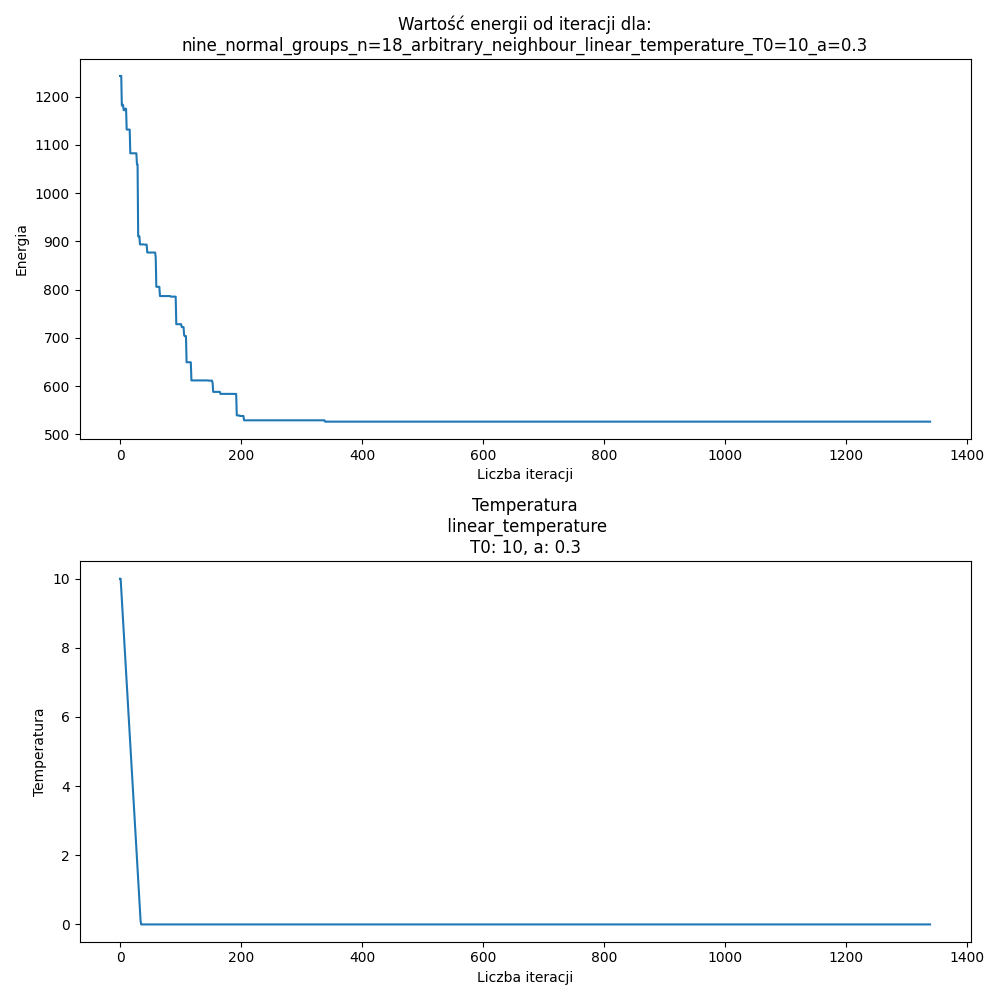 Wartość energii od iteracji dla:
nine_normal_groups_n=18_arbitrary_neighbour_linear_temperature_T0=10_a=0.3
1200
1100
1000
900
800
700
600
500
Energia
0 200 400 600 800 1000 1200 1400
Liczba iteracji
Temperatura
linear_temperature
T0: 10, a: 0.3
10
8
6
4
2
0
Temperatura
0 200 400 600 800 1000 1200 1400
Liczba iteracji